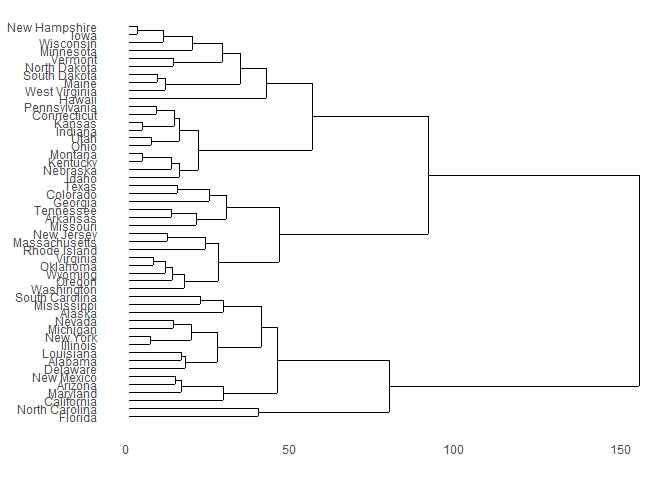 New Hampshire
Iowa
Wisconsin
Minnesota
Vermont
North Dakota
South Dakota
Maine
West Virginia
Hawaii
Pennsylvania
Connecticut
Kansas
Indiana
Utah
Ohio
Montana
Kentucky
Nebraska
Idaho
Texas
Colorado
Georgia
Tennessee
Arkansas
Missouri
New Jersey
Massachusetts
Rhode Island
Virginia
Oklahoma
Wyoming
Oregon
Washington
South Carolina
Mississippi
Alaska
Nevada
Michigan
New York
Illinois
Louisiana
Alabama
Delaware
New Mexico
Arizona
Maryland
California
North Carolina
Florida
0 50 100 150